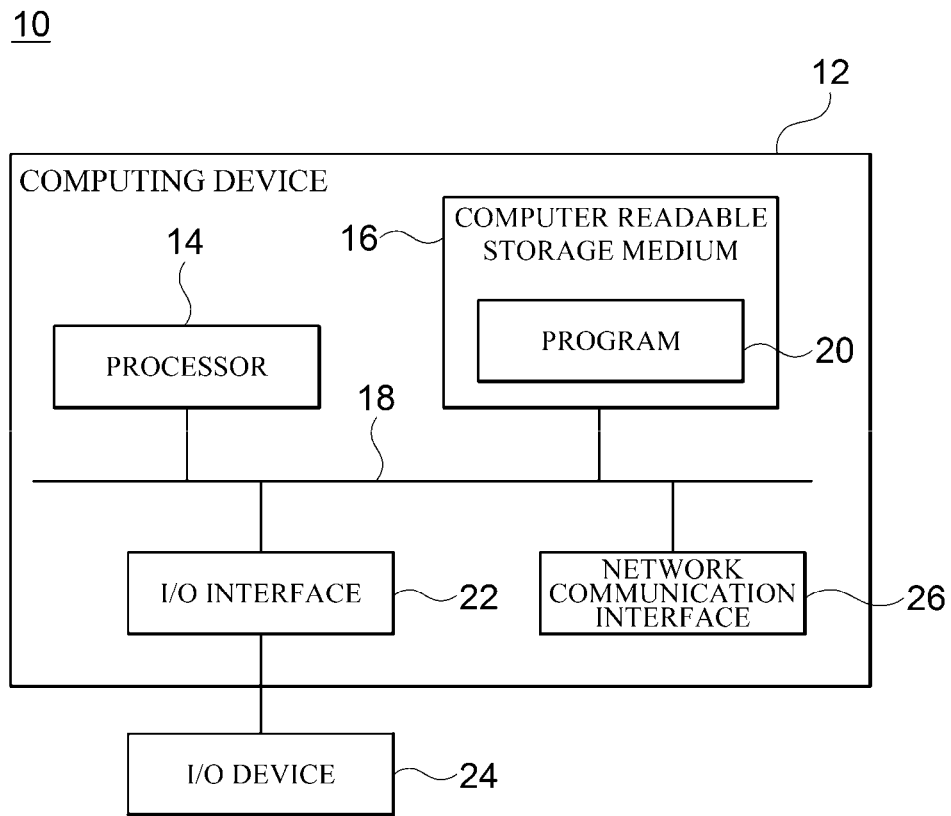 10
12
COMPUTING DEVICE
14
16
COMPUTER READABLE
STORAGE MEDIUM
PROCESSOR
PROGRAM
20
18
I/O INTERFACE
22
NETWORK
COMMUNICATION
INTERFACE
26
I/O DEVICE
24